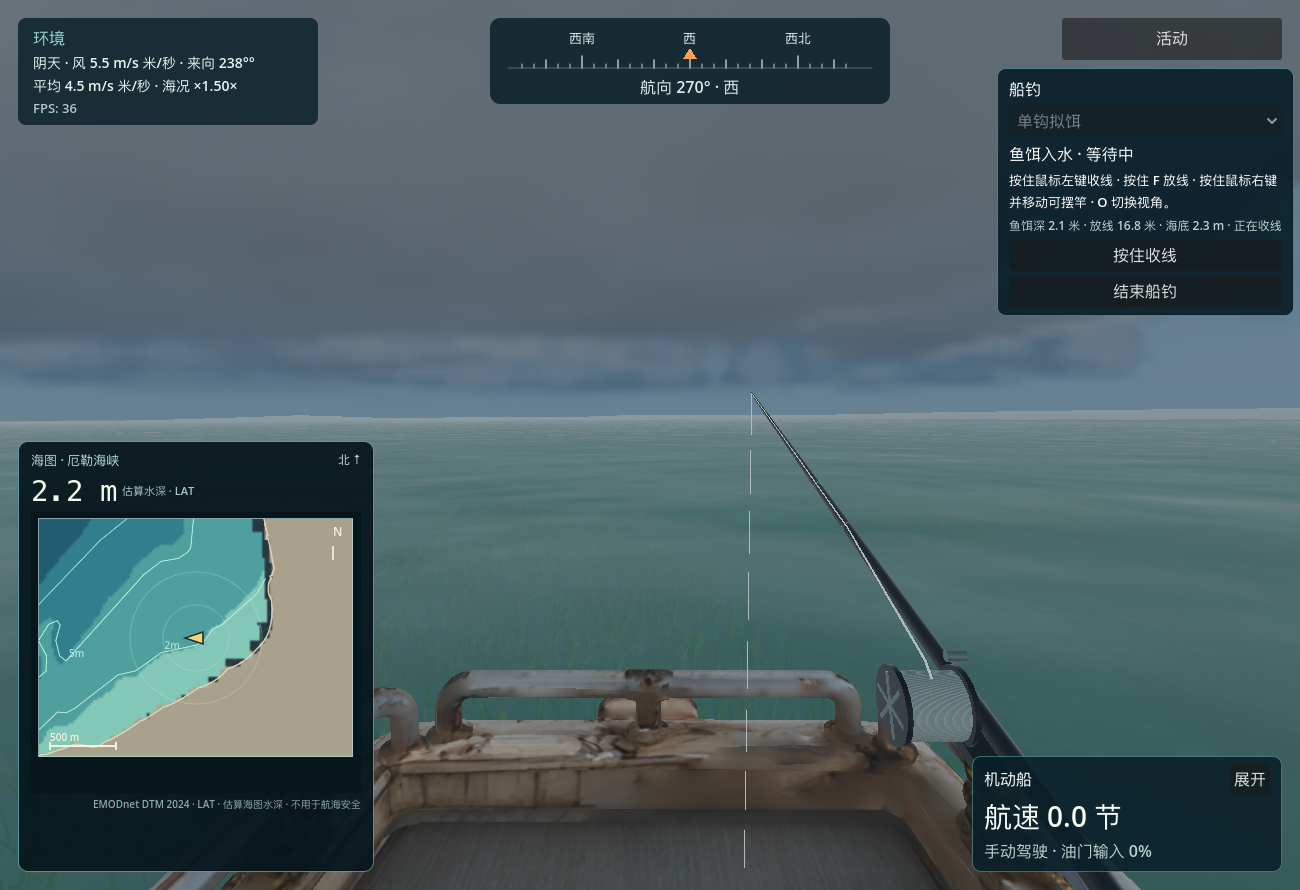 环境
阴天 · 风 5.5 m/s 米/秒 · 来向 238°°
平均 4.5 m/s 米/秒 · 海况 ×1.50×
FPS: 36
西南 西 西北
航向 270° · 西
活动
船钓
单钩拟饵
鱼饵入水 · 等待中
按住鼠标左键收线 · 按住 F 放线 · 按住鼠标右键
并移动可摆竿 · O 切换视角。
鱼饵深 2.1 米 · 放线 16.8 米 · 海底 2.3 m · 正在收线
按住收线
结束船钓
海图 · 厄勒海峡 北 ↑
2.2 m 估算水深 · LAT
N
2m
5m
500 m
EMODnet DTM 2024 · LAT · 估算海图水深 · 不用于航海安全
机动船 展开
航速 0.0 节
手动驾驶 · 油门输入 0%